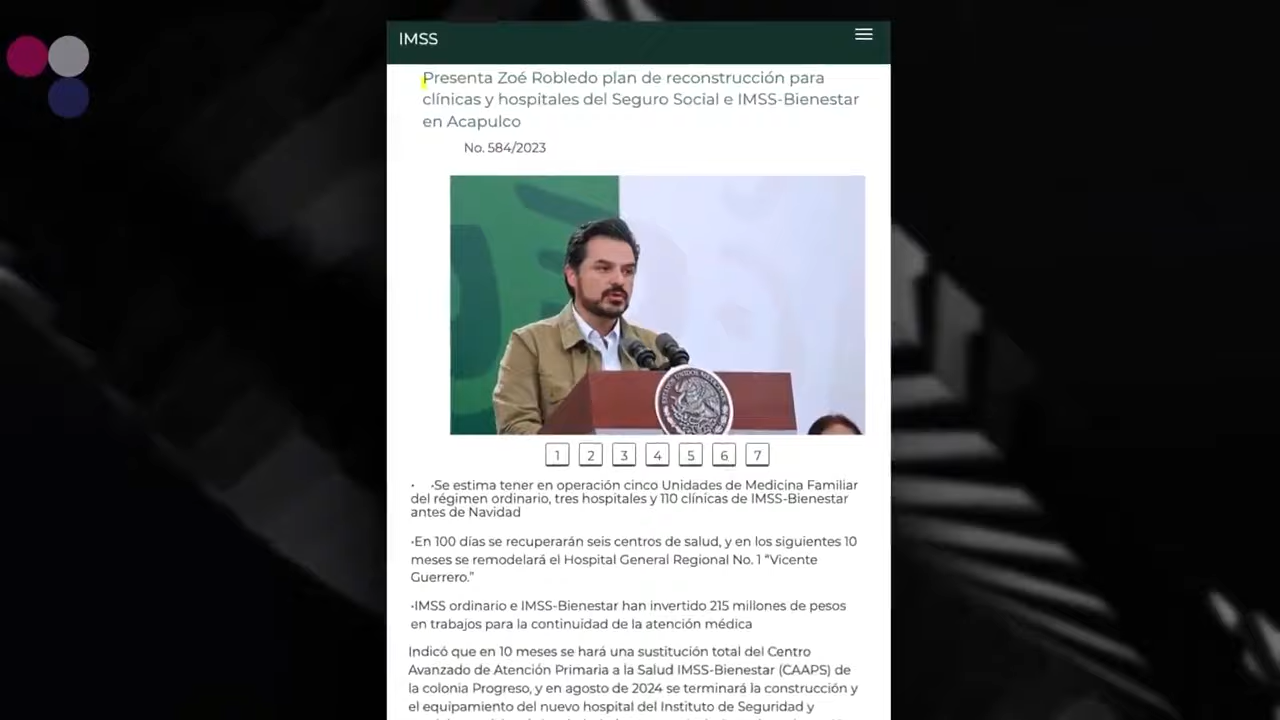 IMSS
Presenta Zoé Robledo plan de reconstrucción para
clínicas y hospitales del Seguro Social e IMSS-Bienestar
en Acapulco
No. 584/2023
ESTADOS UNIDOS MEXICANOS
1 2 3 4 5 6 7
• •Se estima tener en operación cinco Unidades de Medicina Familiar
del régimen ordinario, tres hospitales y 110 clínicas de IMSS-Bienestar
antes de Navidad
•En 100 días se recuperarán seis centros de salud, y en los siguientes 10
meses se remodelará el Hospital General Regional No. 1 “Vicente
Guerrero.”
•IMSS ordinario e IMSS-Bienestar han invertido 215 millones de pesos
en trabajos para la continuidad de la atención médica
Indicó que en 10 meses se hará una sustitución total del Centro
Avanzado de Atención Primaria a la Salud IMSS-Bienestar (CAAPS) de
la colonia Progreso, y en agosto de 2024 se terminará la construcción y
el equipamiento del nuevo hospital del Instituto de Seguridad y